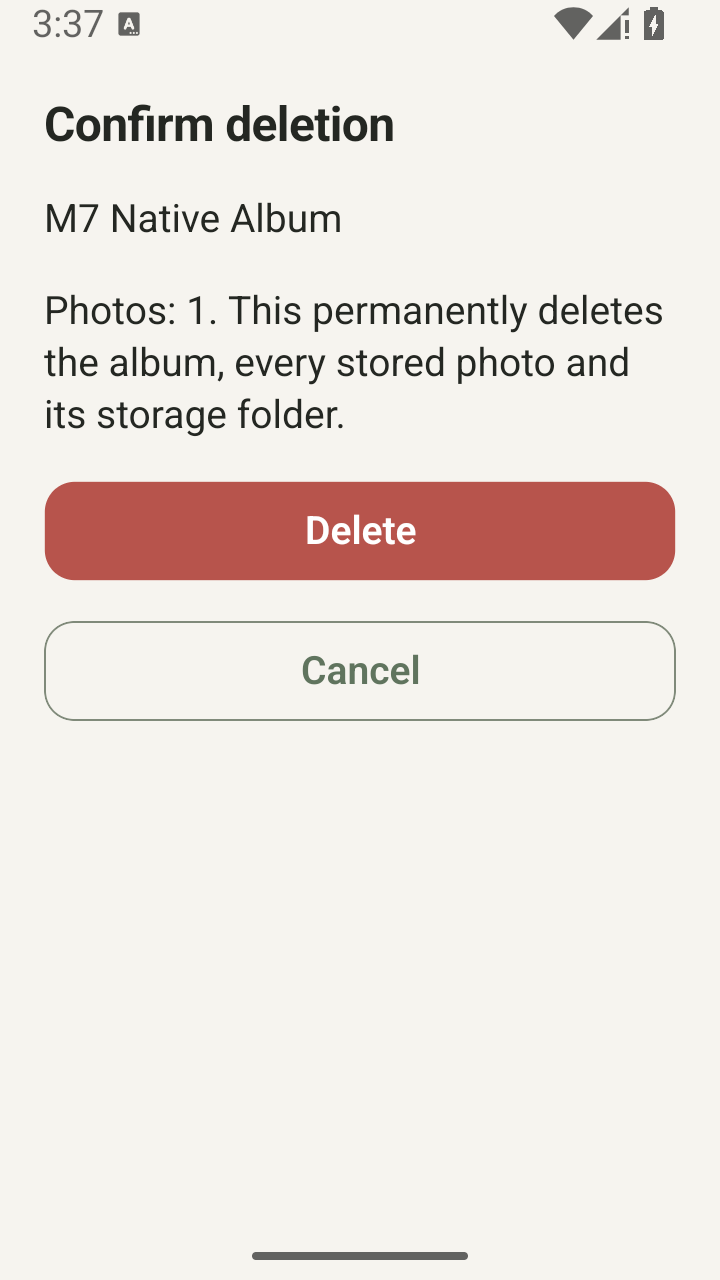 3:37
Confirm deletion
M7 Native Album
Photos: 1. This permanently deletes
the album, every stored photo and
its storage folder.
Delete
Cancel